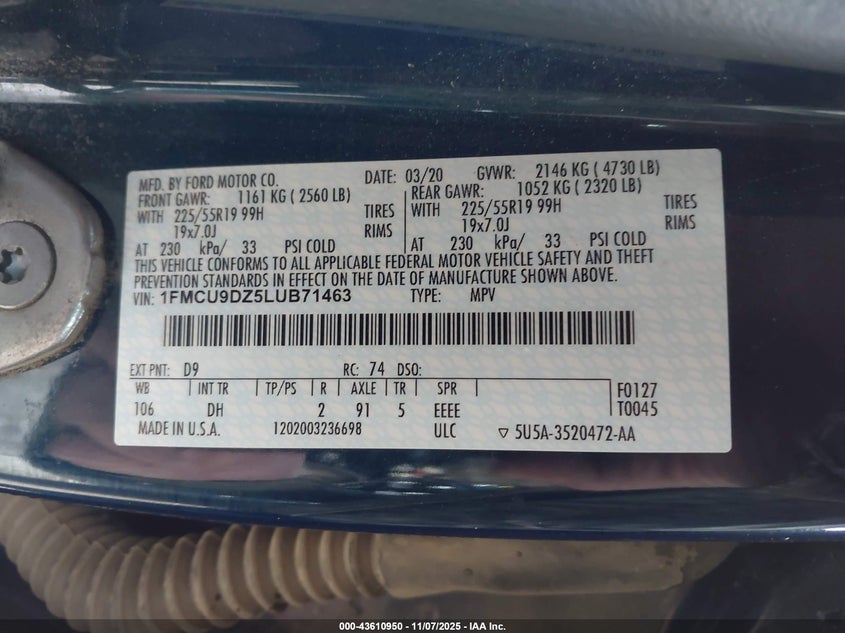 MFD. BY FORD MOTOR CO. DATE: 03/20 GVWR: 2146 KG ( 4730 LB)
FRONT GAWR: 1161 KG ( 2560 LB) REAR GAWR: 1052 KG ( 2320 LB)
WITH 225/55R19 99H TIRES WITH 225/55R19 99H TIRES
19x7.0J RIMS 19x7.0J RIMS
AT 230 kPa/ 33 PSI COLD AT 230 kPa/ 33 PSI COLD
THIS VEHICLE CONFORMS TO ALL APPLICABLE FEDERAL MOTOR VEHICLE SAFETY AND THEFT
PREVENTION STANDARDS IN EFFECT ON THE DATE OF MANUFACTURE SHOWN ABOVE.
VIN: 1FMCU9DZ5LUB71463 TYPE: MPV
EXT PNT: D9 RC: 74 DSO:
WB INT TR TP/PS R AXLE TR SPR F0127
106 DH 2 91 5 EEEE T0045
MADE IN U.S.A. 1202003236698 ULC ▽ 5U5A-3520472-AA
000-43610950 - 11/07/2025 - IAA Inc.